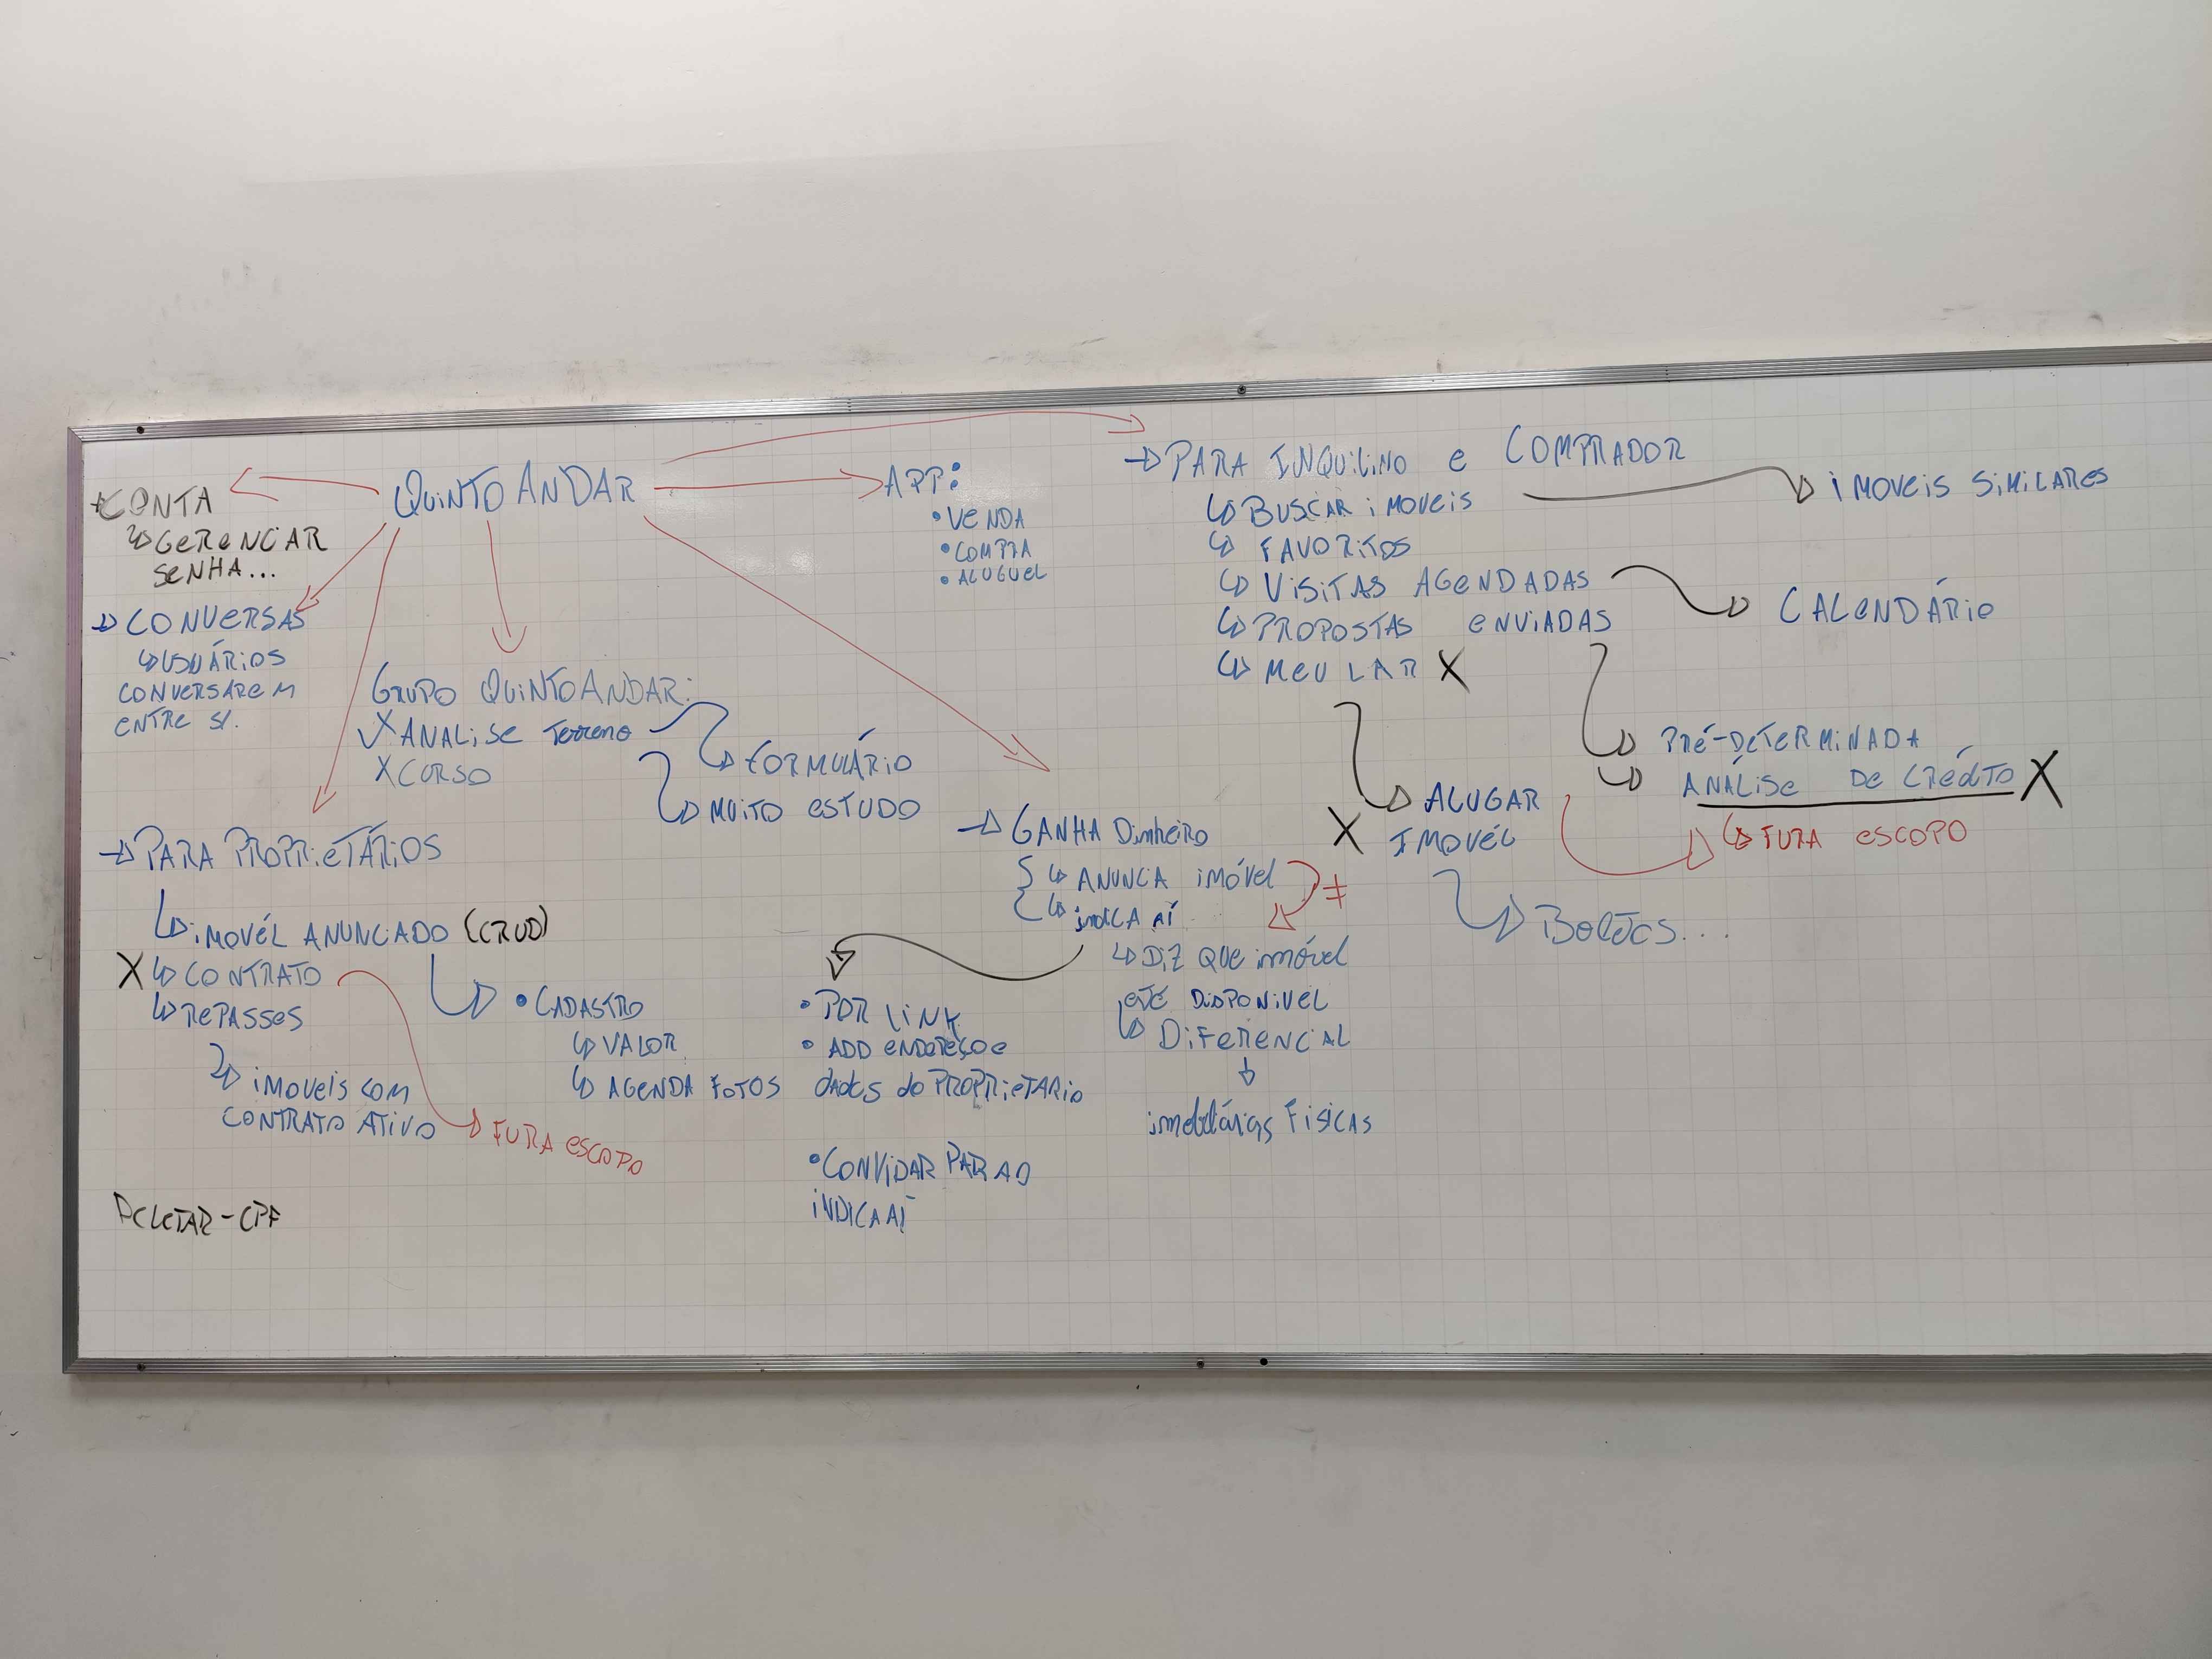 CONTA
GERENCIAR
SENHA...
CONVERSAS
USUÁRIOS
CONVERSAREM
ENTRE SI.
QUINTO ANDAR
APP:
• VENDA
• COMPRA
• ALUGUEL
GRUPO QUINTOANDAR:
X ANALISE Terreno
X CURSO
FORMULÁRIO
MUITO ESTUDO
PARA PROPRIETÁRIOS
IMOVÉL ANUNCIADO (CRUD)
X CONTRATO
REPASSES
IMOVEIS COM
CONTRATO ATIVO
FURA ESCOPO
• CADASTRO
VALOR
AGENDA FOTOS
DELETAR - CPF
GANHA Dinheiro
ANUNCIA IMÓVEL
indica AÍ
≠
DIZ QUE imóvel
DISPONIVEL
DIFERENCIAL
FISICAS
• POR LINK
• ADD ENDEREÇO e
dados do PROPRIETARIO
• CONVIDAR PARA O
INDICA AÍ
PARA INQUILINO e COMPRADOR
BUSCAR IMOVEIS
FAVORITOS
VISITAS AGENDADAS
PROPOSTAS ENVIADAS
MEU LAR X
IMOVEIS SIMILARES
CALENDÁRIO
PRÉ-DETERMINADA
ANÁLISE DE CRÉDITO X
FURA ESCOPO
ALUGAR
X IMOVÉL
BOLETOS...